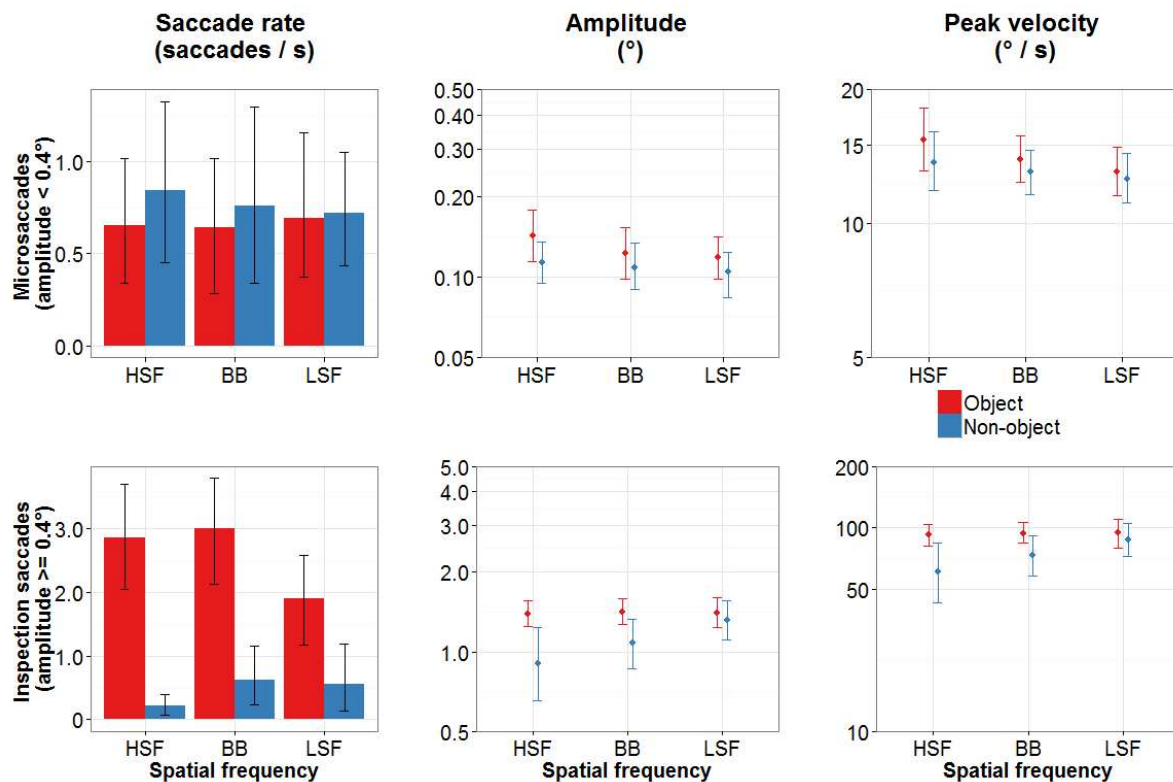 Saccade rate
(saccades / s)
Amplitude
(°)
Peak velocity
(° / s)
Microsaccades
(amplitude < 0.4°)
1.0
0.5
0.0
HSF BB LSF
0.50
0.40
0.30
0.20
0.10
0.05
HSF BB LSF
20
15
10
5
HSF BB LSF
Object
Non-object
Inspection saccades
(amplitude >= 0.4°)
3.0
2.0
1.0
0
HSF BB LSF
Spatial frequency
5.0
4.0
3.0
2.0
1.0
0.5
HSF BB LSF
Spatial frequency
200
100
50
10
HSF BB LSF
Spatial frequency